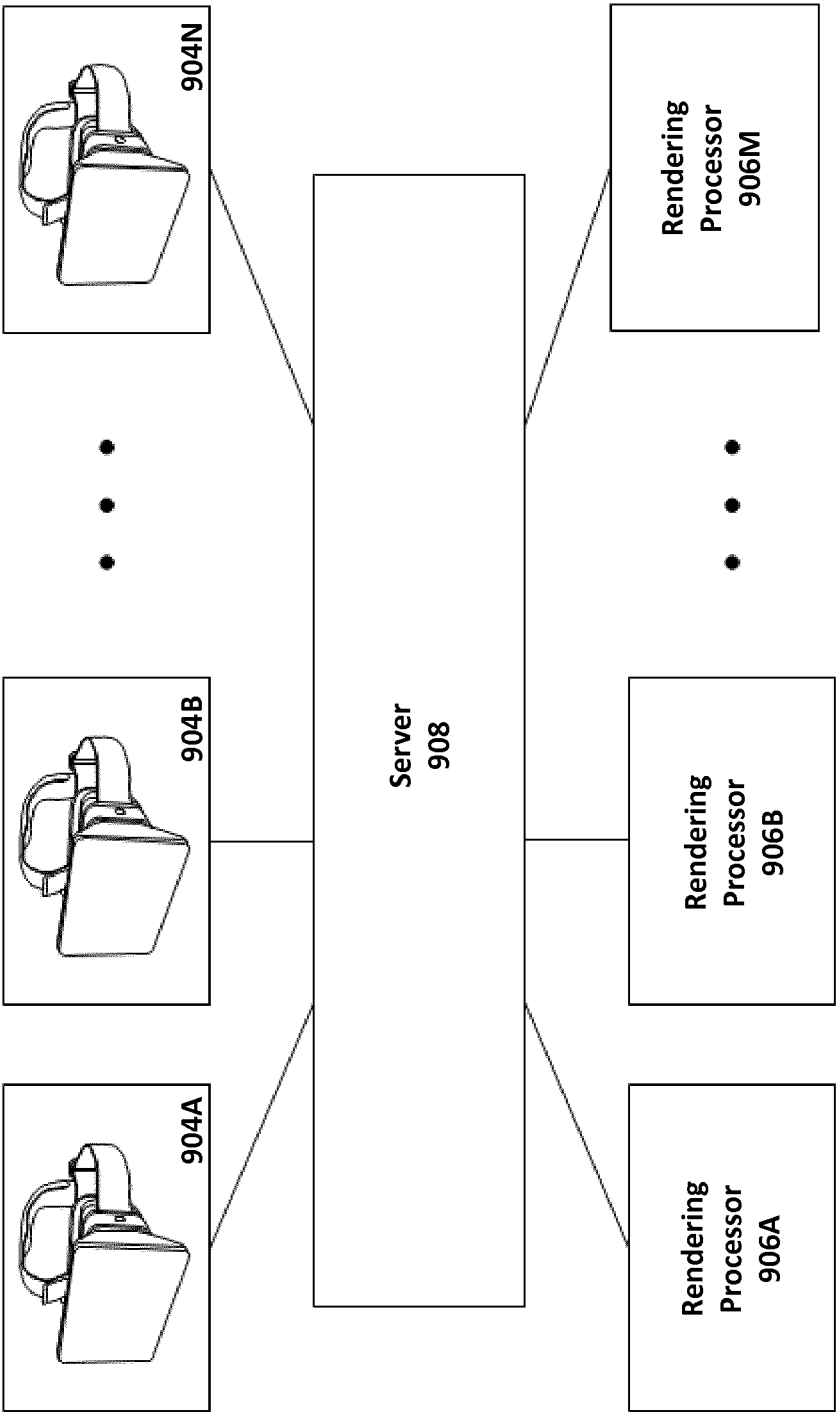 904A
904B
904N
Server
908
Rendering
Processor
906A
Rendering
Processor
906B
Rendering
Processor
906M